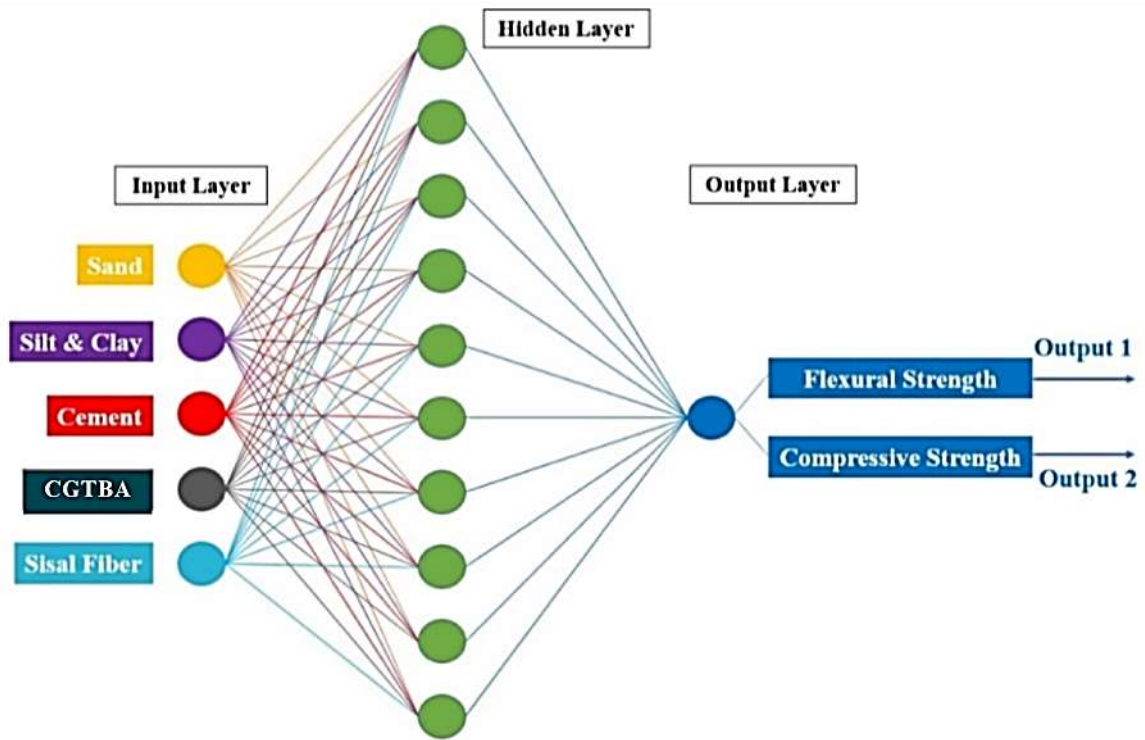 Hidden Layer
Input Layer
Output Layer
Sand
Silt & Clay
Cement
CGTBA
Sisal Fiber
Output 1
Flexural Strength
Compressive Strength
Output 2